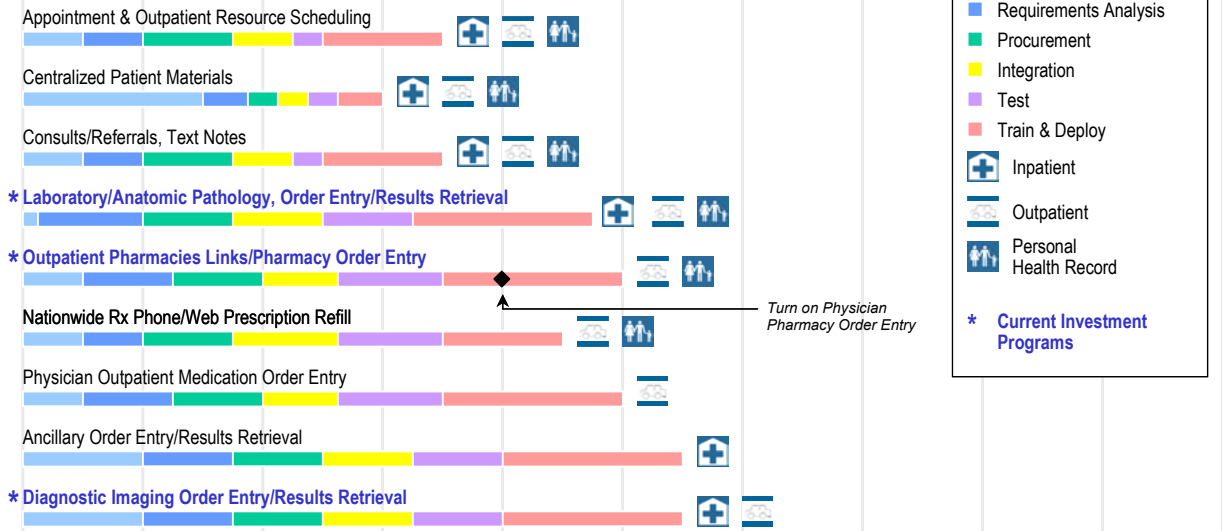 Appointment & Outpatient Resource Scheduling
Centralized Patient Materials
Consults/Referrals, Text Notes
* Laboratory/Anatomic Pathology, Order Entry/Results Retrieval
* Outpatient Pharmacies Links/Pharmacy Order Entry
Turn on Physician
Pharmacy Order Entry
Nationwide Rx Phone/Web Prescription Refill
Physician Outpatient Medication Order Entry
Ancillary Order Entry/Results Retrieval
* Diagnostic Imaging Order Entry/Results Retrieval
Requirements Analysis
Procurement
Integration
Test
Train & Deploy
Inpatient
Outpatient
Personal
Health Record
* Current Investment
Programs